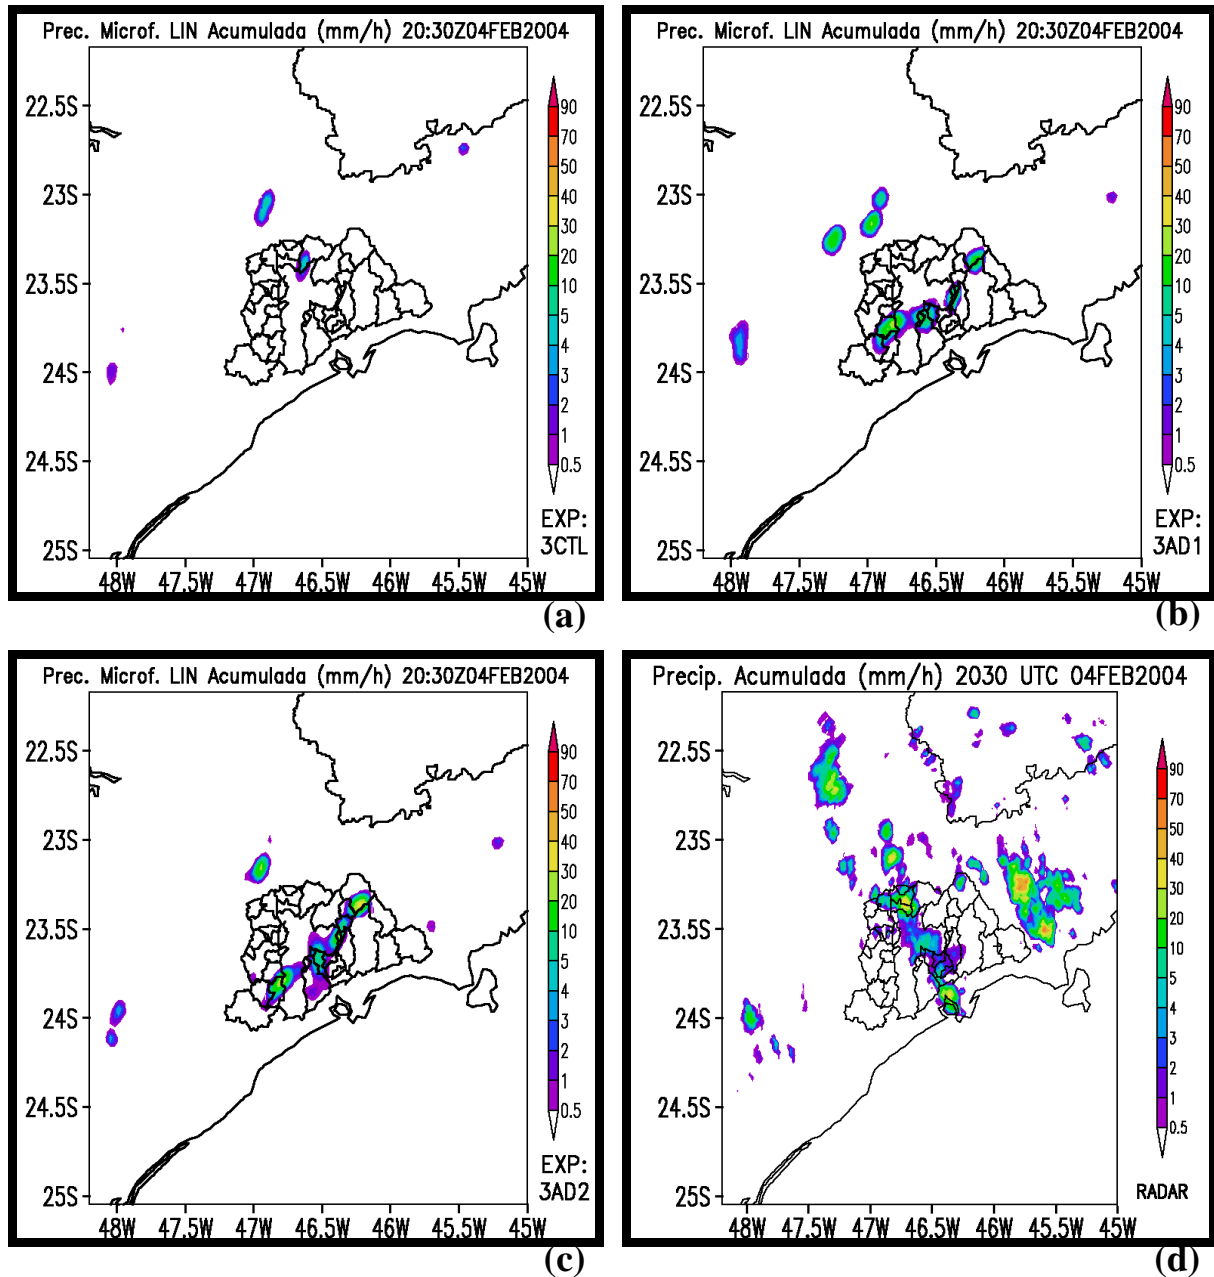 Prec. Microf. LIN Acumulada (mm/h) 20:30Z04FEB2004
22.5S
23S
23.5S
24S
24.5S
25S
48W 47.5W 47W 46.5W 46W 45.5W 45W
90
70
50
40
30
20
10
5
4
3
2
1
0.5
EXP:
3CTL
(a)
Prec. Microf. LIN Acumulada (mm/h) 20:30Z04FEB2004
22.5S
23S
23.5S
24S
24.5S
25S
48W 47.5W 47W 46.5W 46W 45.5W 45W
90
70
50
40
30
20
10
5
4
3
2
1
0.5
EXP:
3AD1
(b)
Prec. Microf. LIN Acumulada (mm/h) 20:30Z04FEB2004
22.5S
23S
23.5S
24S
24.5S
25S
48W 47.5W 47W 46.5W 46W 45.5W 45W
90
70
50
40
30
20
10
5
4
3
2
1
0.5
EXP:
3AD2
(c)
Precip. Acumulada (mm/h) 2030 UTC 04FEB2004
22.5S
23S
23.5S
24S
24.5S
25S
48W 47.5W 47W 46.5W 46W 45.5W 45W
90
70
50
40
30
20
10
5
4
3
2
1
0.5
RADAR
(d)